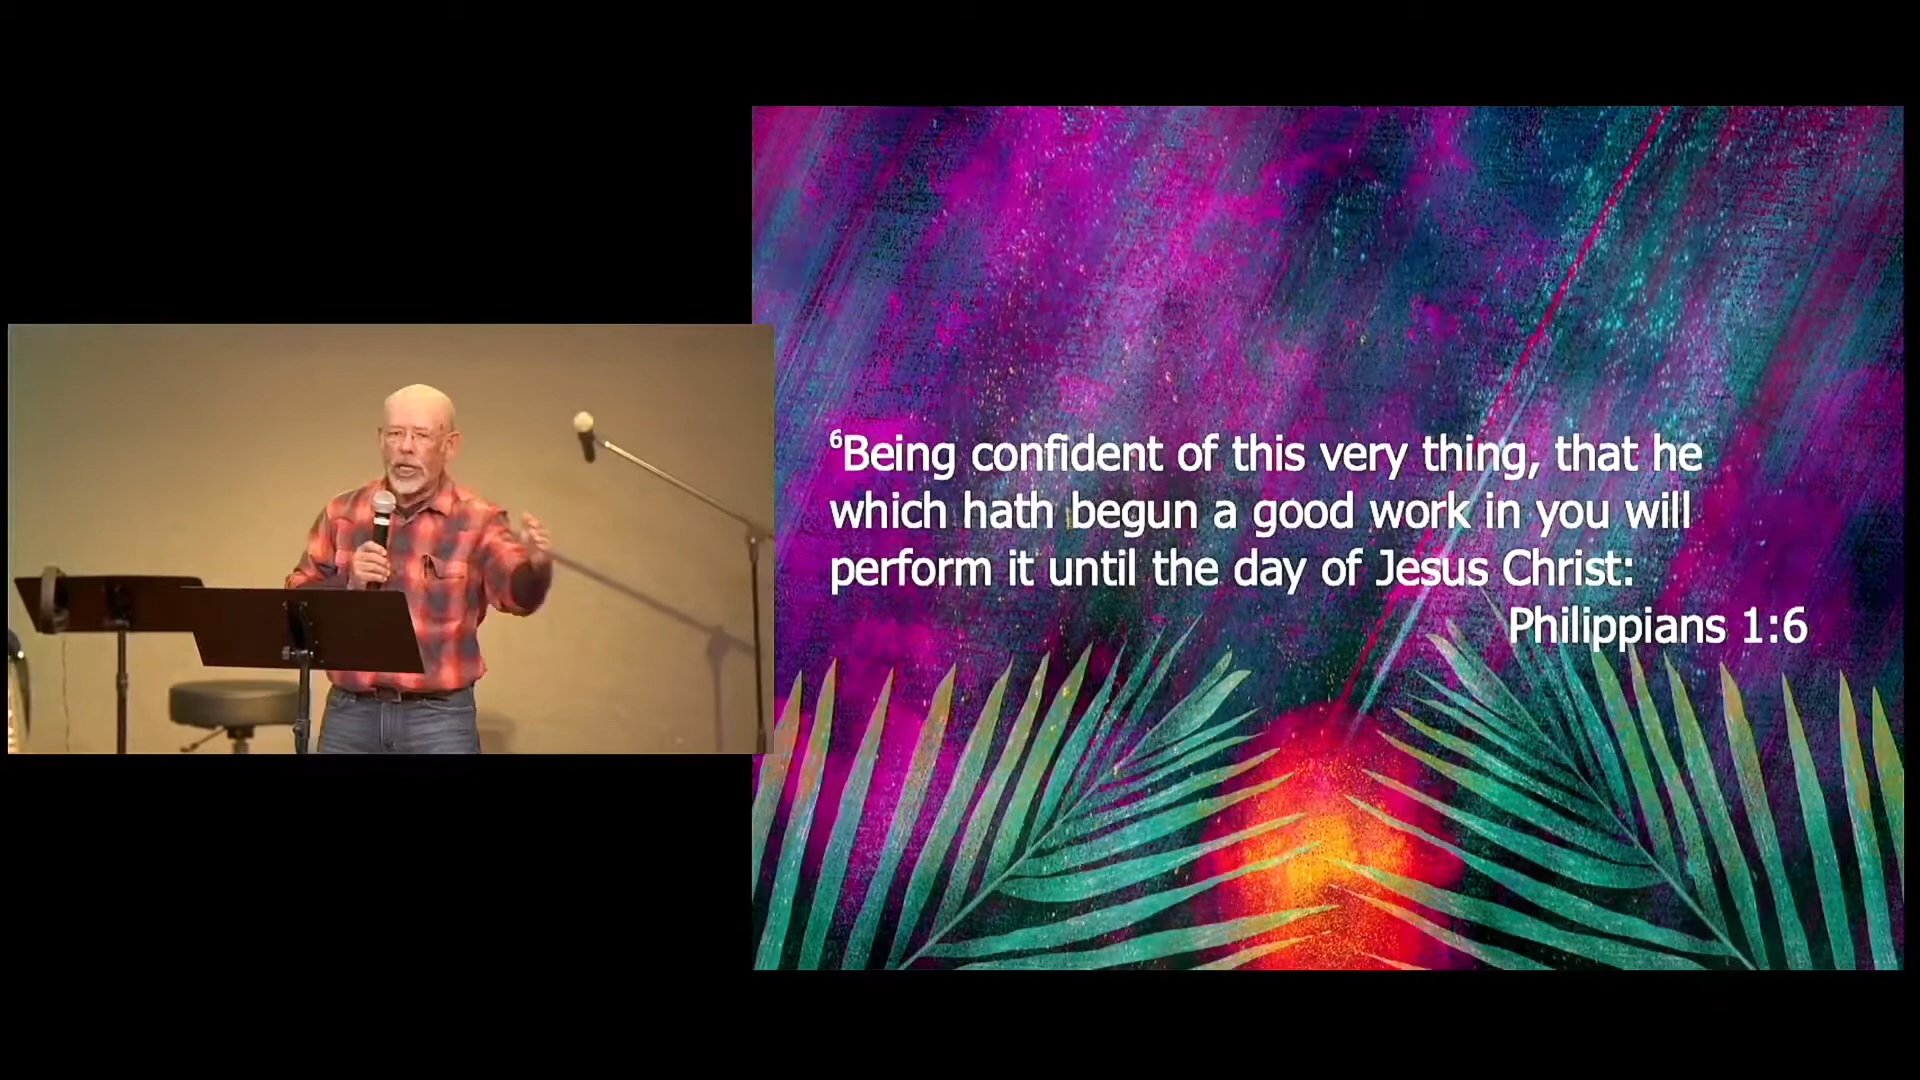 ⁶Being confident of this very thing, that he
which hath begun a good work in you will
perform it until the day of Jesus Christ:
Philippians 1:6